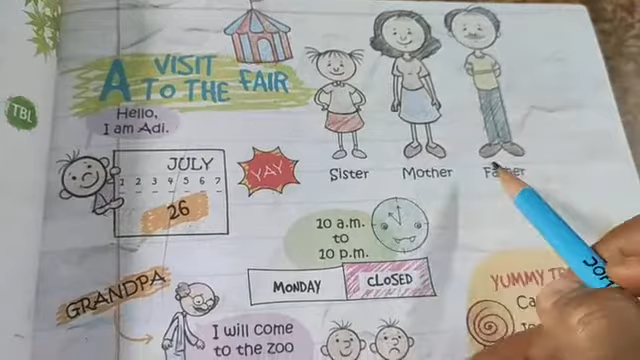 A VISIT
TO THE FAIR
TBL
Hello,
I am Adi.
JULY
1 2 3 4 5 6 7
26
YAY
Sister
Mother
10 a.m.
to
10 p.m.
MONDAY
CLOSED
GRANDPA
I will come
to the zoo
YUMMY